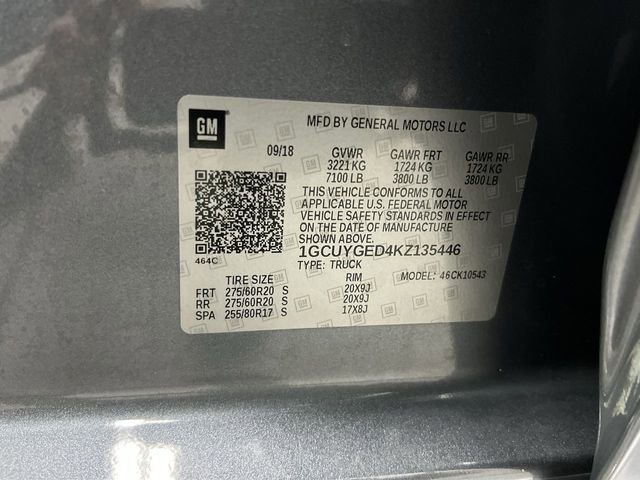 GM
MFD BY GENERAL MOTORS LLC
09/18 GVWR GAWR FRT GAWR RR
3221 KG 1724 KG 1724 KG
7100 LB 3800 LB 3800 LB
THIS VEHICLE CONFORMS TO ALL
APPLICABLE U.S. FEDERAL MOTOR
VEHICLE SAFETY STANDARDS IN EFFECT
ON THE DATE OF MANUFACTURE
SHOWN ABOVE.
1GCUYGED4KZ135446
464C
TYPE: TRUCK
TIRE SIZE RIM MODEL: 46CK10543
FRT 275/60R20 S 20X9J
RR 275/60R20 S 20X9J
SPA 255/80R17 S 17X8J